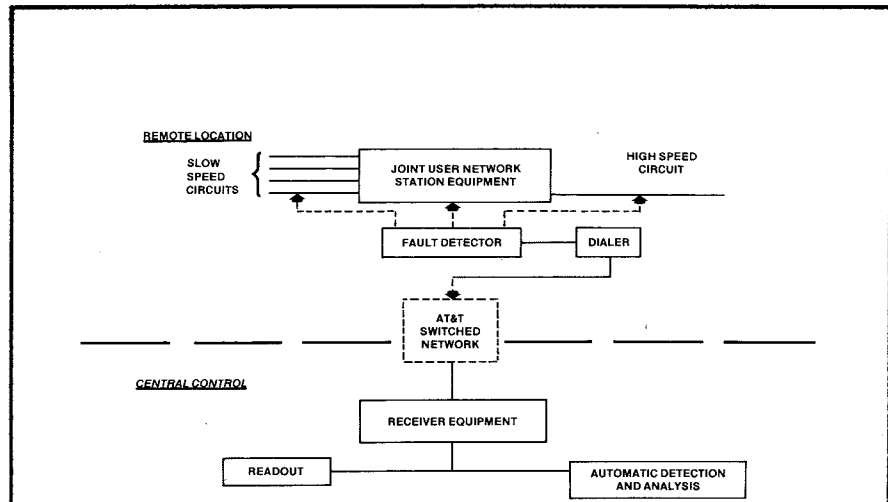 REMOTE LOCATION
SLOW
SPEED
CIRCUITS
JOINT USER NETWORK
STATION EQUIPMENT
HIGH SPEED
CIRCUIT
FAULT DETECTOR
DIALER
AT&T
SWITCHED
NETWORK
CENTRAL CONTROL
RECEIVER EQUIPMENT
READOUT
AUTOMATIC DETECTION
AND ANALYSIS